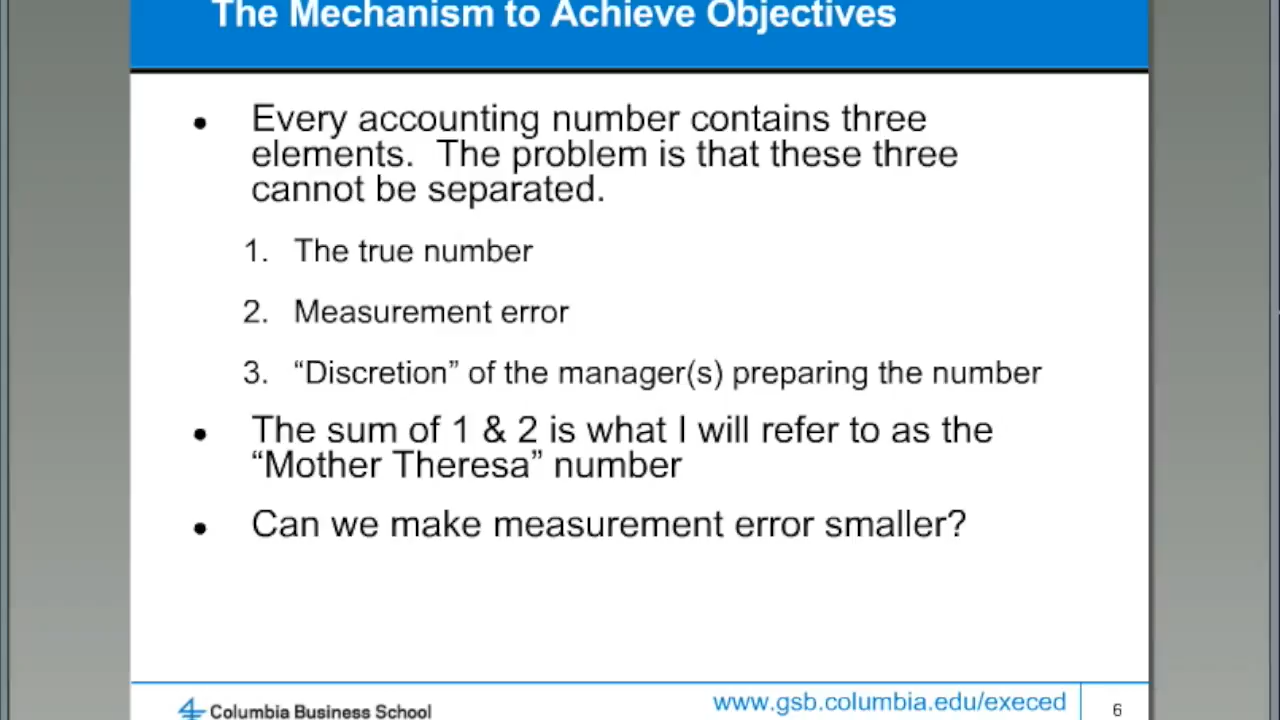 The Mechanism to Achieve Objectives
• Every accounting number contains three
elements. The problem is that these three
cannot be separated.
1. The true number
2. Measurement error
3. “Discretion” of the manager(s) preparing the number
• The sum of 1 & 2 is what I will refer to as the
“Mother Theresa” number
• Can we make measurement error smaller?
Columbia Business School
www.gsb.columbia.edu/execed
6